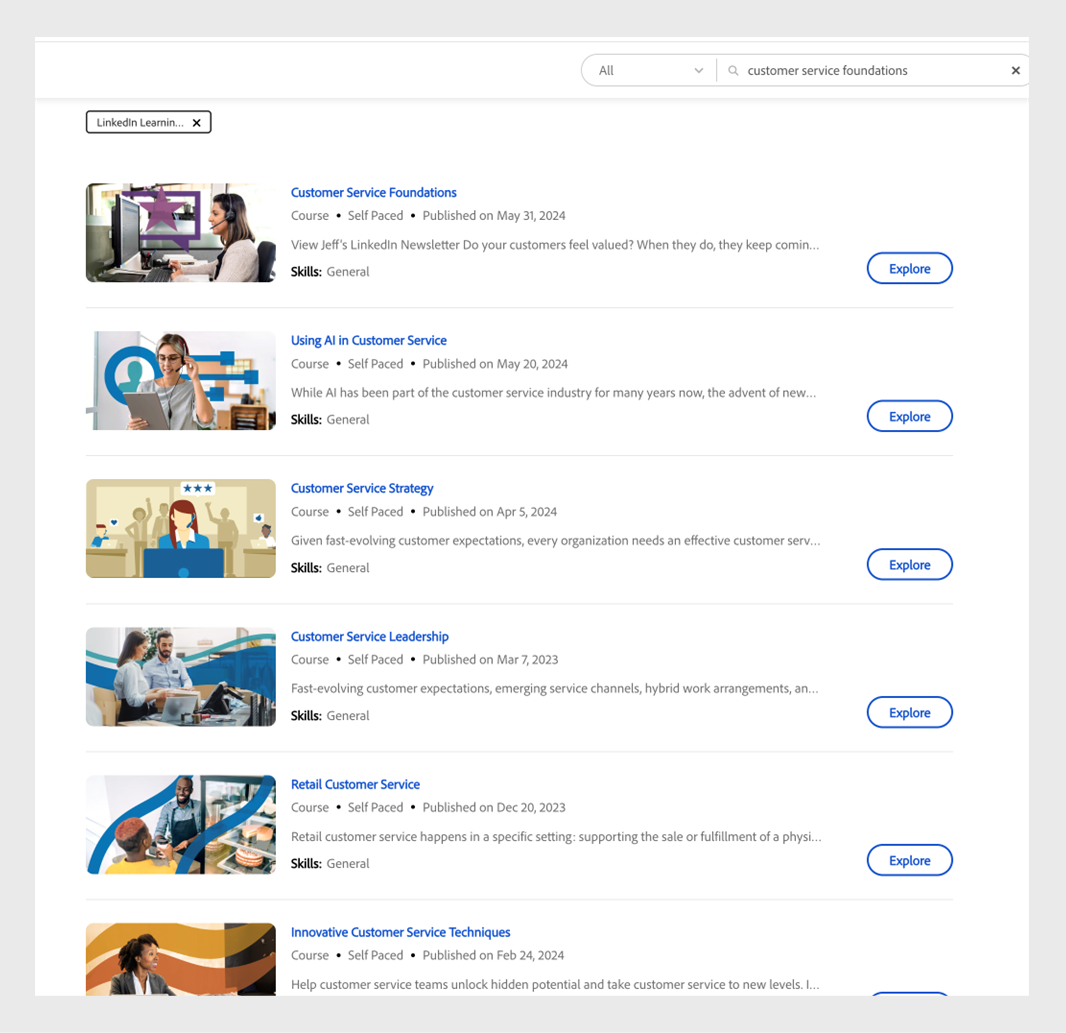 All
customer service foundations
LinkedIn Learnin...
Customer Service Foundations
Course • Self Paced • Published on May 31, 2024
View Jeff's LinkedIn Newsletter Do your customers feel valued? When they do, they keep comin...
Skills: General
Explore
Using AI in Customer Service
Course • Self Paced • Published on May 20, 2024
While AI has been part of the customer service industry for many years now, the advent of new...
Skills: General
Explore
Customer Service Strategy
Course • Self Paced • Published on Apr 5, 2024
Given fast-evolving customer expectations, every organization needs an effective customer serv...
Skills: General
Explore
Customer Service Leadership
Course • Self Paced • Published on Mar 7, 2023
Fast-evolving customer expectations, emerging service channels, hybrid work arrangements, an...
Skills: General
Explore
Retail Customer Service
Course • Self Paced • Published on Dec 20, 2023
Retail customer service happens in a specific setting: supporting the sale or fulfillment of a physi...
Skills: General
Explore
Innovative Customer Service Techniques
Course • Self Paced • Published on Feb 24, 2024
Help customer service teams unlock hidden potential and take customer service to new levels. I...